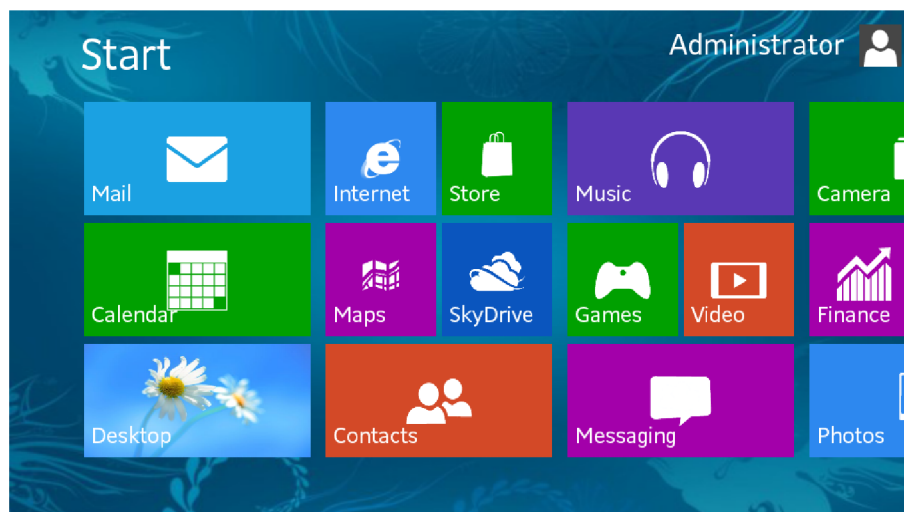 Start
Administrator
Mail
Internet
Store
Music
Camera
Calendar
Maps
SkyDrive
Games
Video
Finance
Desktop
Contacts
Messaging
Photos